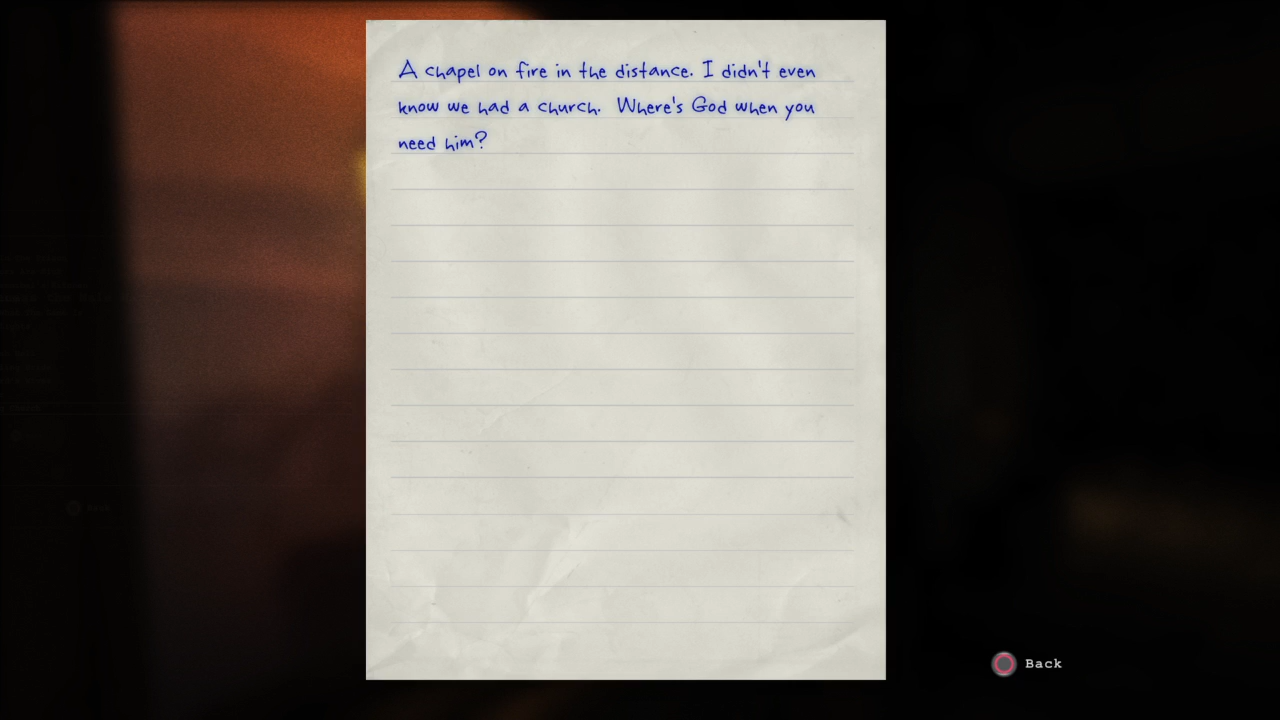 A chapel on fire in the distance. I didn't even
know we had a church. Where's God when you
need him?
Back